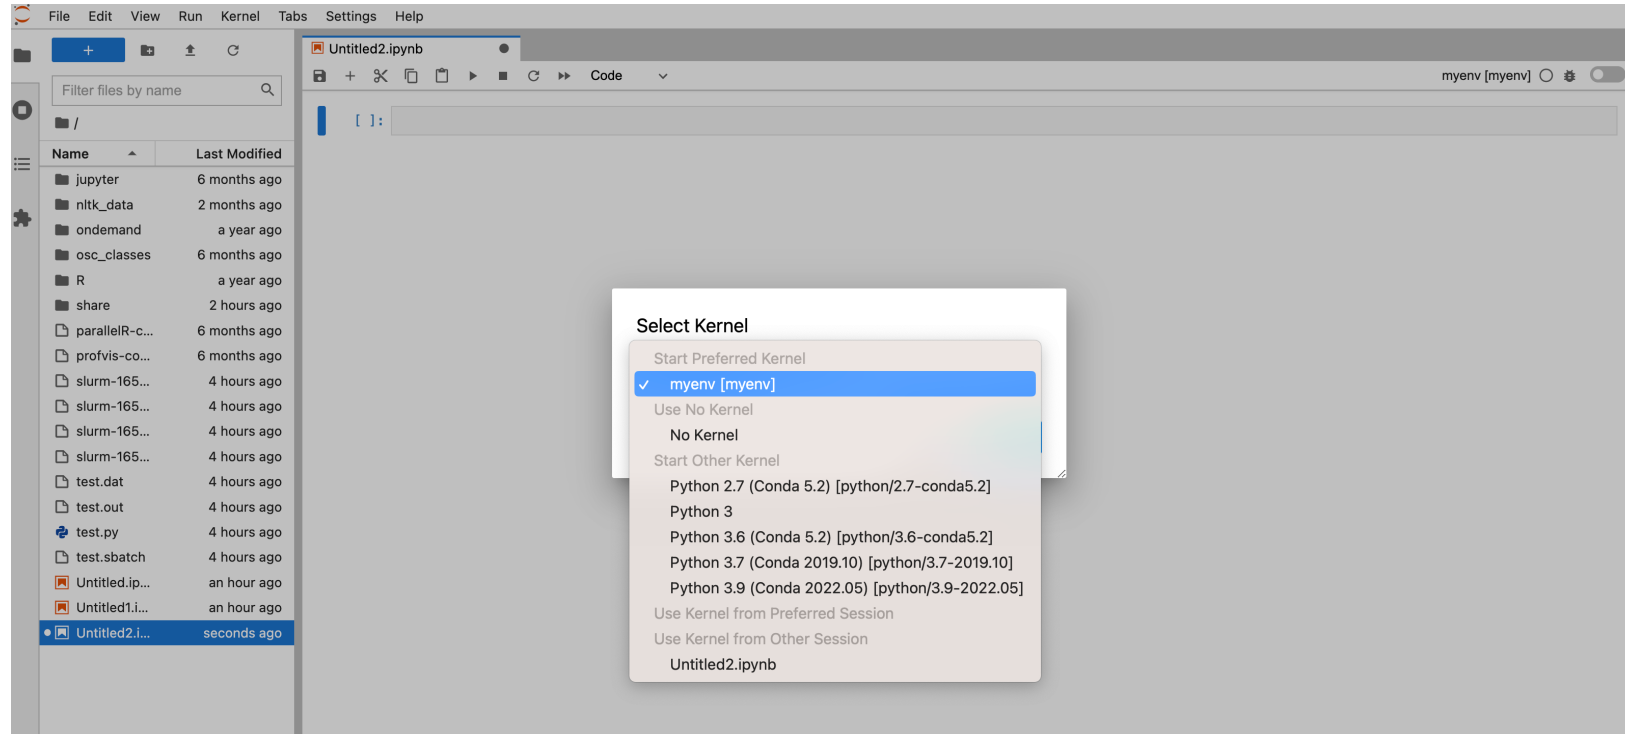 File Edit View Run Kernel Tabs Settings Help
+
Filter files by name
/
Name Last Modified
jupyter 6 months ago
nltk_data 2 months ago
ondemand a year ago
osc_classes 6 months ago
R a year ago
share 2 hours ago
parallelR-c... 6 months ago
profvis-co... 6 months ago
slurm-165... 4 hours ago
slurm-165... 4 hours ago
slurm-165... 4 hours ago
slurm-165... 4 hours ago
test.dat 4 hours ago
test.out 4 hours ago
test.py 4 hours ago
test.sbatch 4 hours ago
Untitled.ip... an hour ago
Untitled1.i... an hour ago
Untitled2.i... seconds ago
Untitled2.ipynb
Code
myenv [myenv]
[ ]:
Select Kernel
Start Preferred Kernel
✓ myenv [myenv]
Use No Kernel
No Kernel
Start Other Kernel
Python 2.7 (Conda 5.2) [python/2.7-conda5.2]
Python 3
Python 3.6 (Conda 5.2) [python/3.6-conda5.2]
Python 3.7 (Conda 2019.10) [python/3.7-2019.10]
Python 3.9 (Conda 2022.05) [python/3.9-2022.05]
Use Kernel from Preferred Session
Use Kernel from Other Session
Untitled2.ipynb